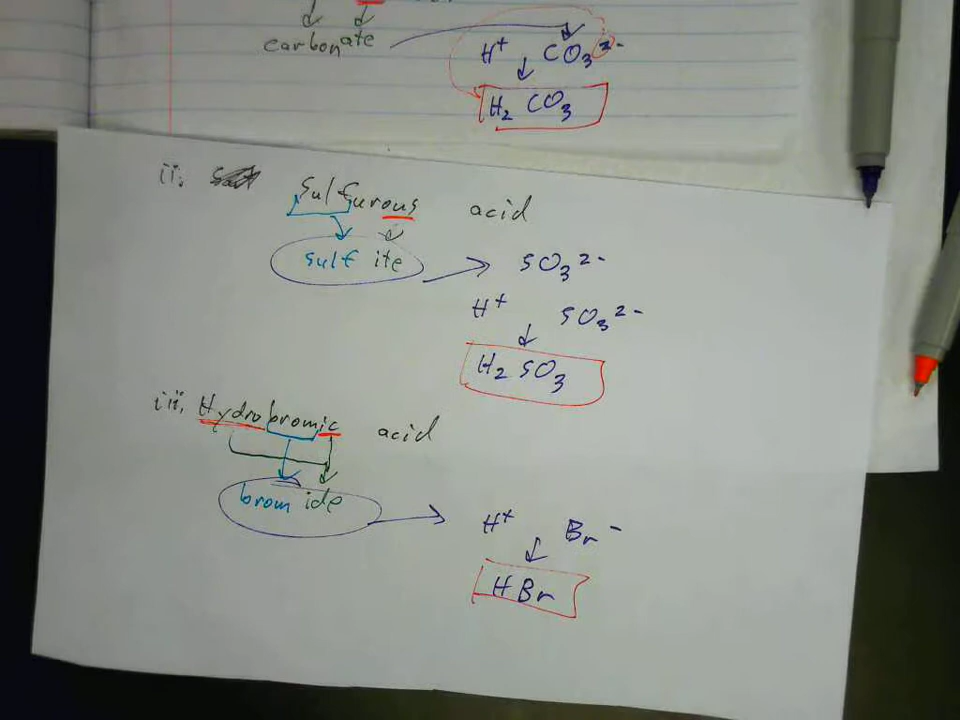 carbonate
H+ CO3 2-
H2 CO3
ii. Sulfurous acid
sulf ite SO3 2-
H+ SO3 2-
H2 SO3
iii. Hydrobromic acid
brom ide
H+ Br -
H Br